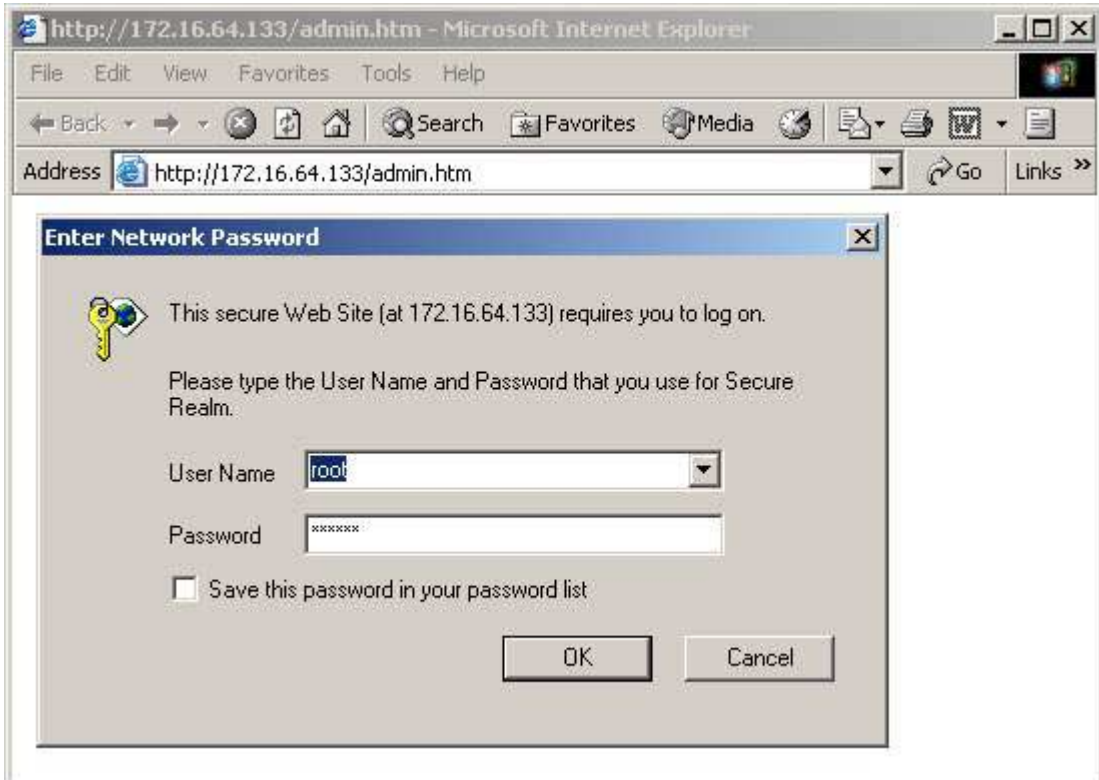 http://172.16.64.133/admin.htm - Microsoft Internet Explorer
File Edit View Favorites Tools Help
Back Search Favorites Media
Address http://172.16.64.133/admin.htm Go Links »
Enter Network Password
This secure Web Site (at 172.16.64.133) requires you to log on.
Please type the User Name and Password that you use for Secure
Realm.
User Name root
Password ******
Save this password in your password list
OK Cancel